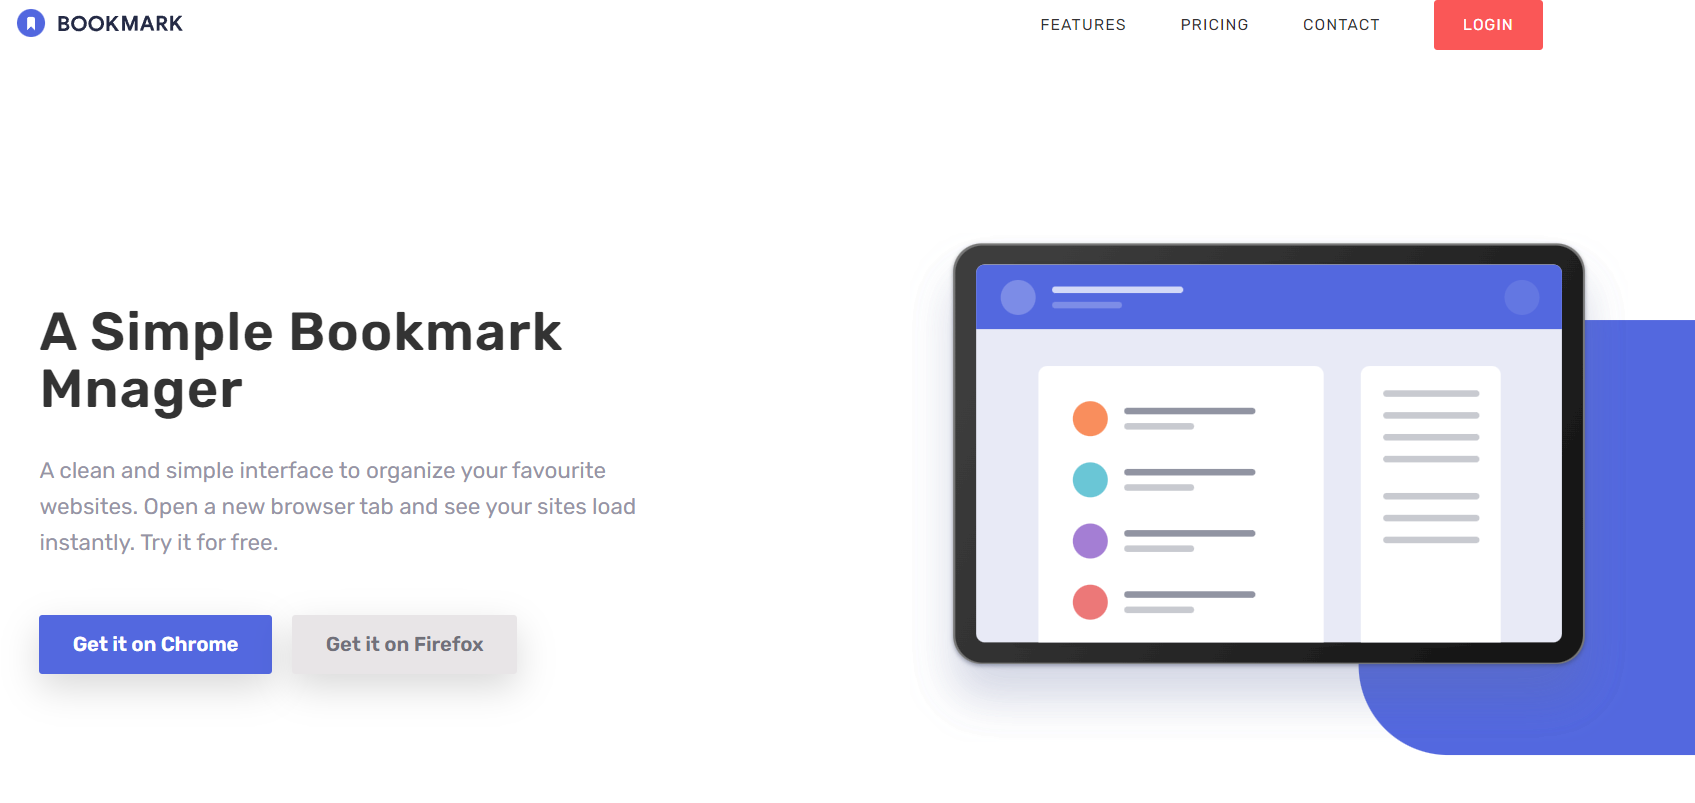 BOOKMARK
FEATURES PRICING CONTACT LOGIN
A Simple Bookmark
Mnager
A clean and simple interface to organize your favourite
websites. Open a new browser tab and see your sites load
instantly. Try it for free.
Get it on Chrome Get it on Firefox